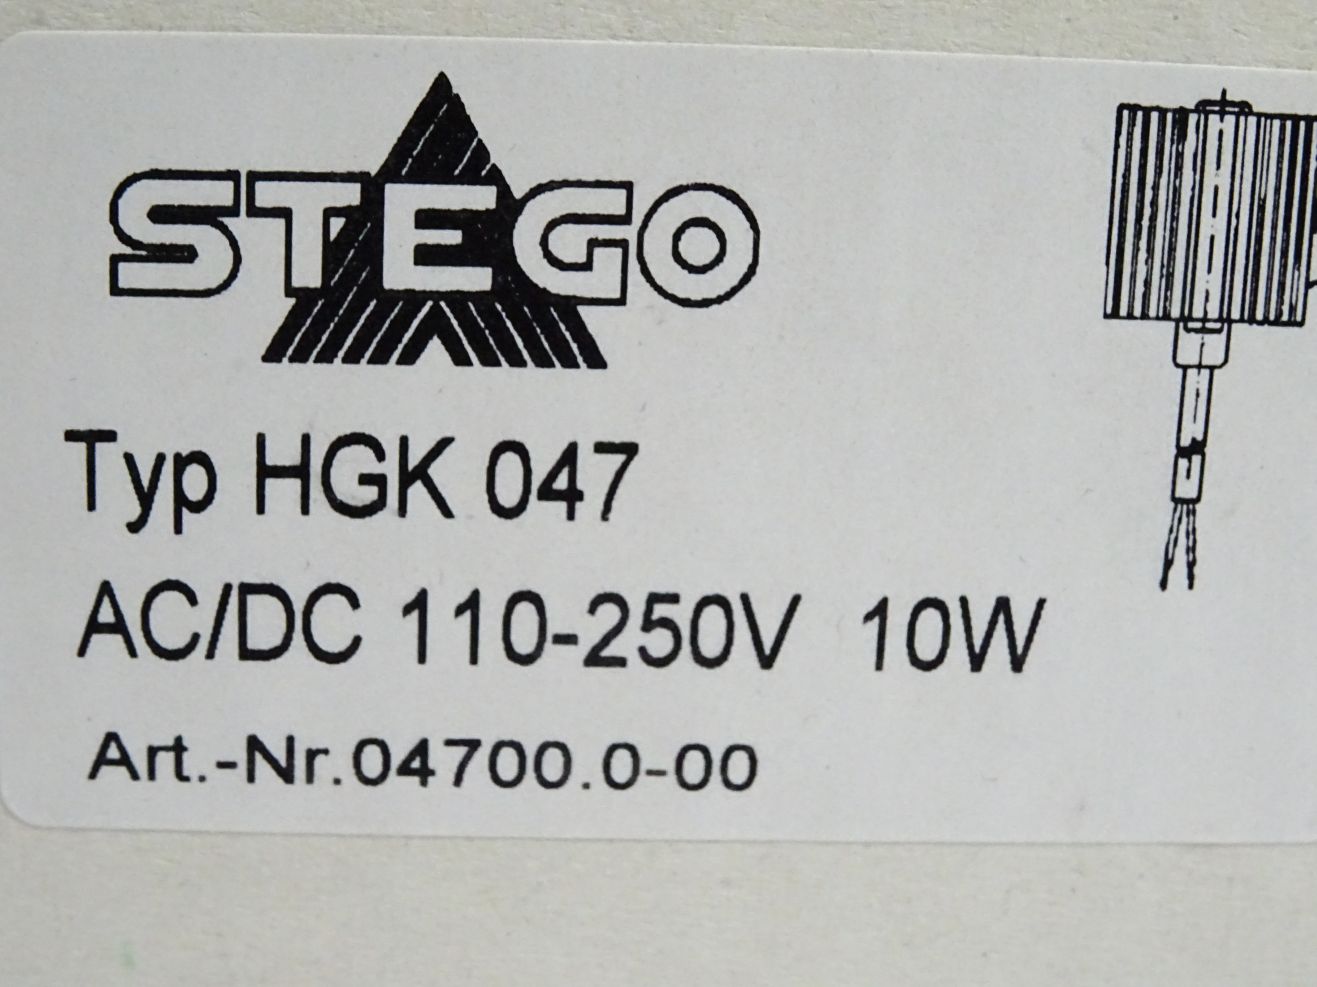 STEGO
Typ HGK 047
AC/DC 110-250V 10W
Art.-Nr.04700.0-00